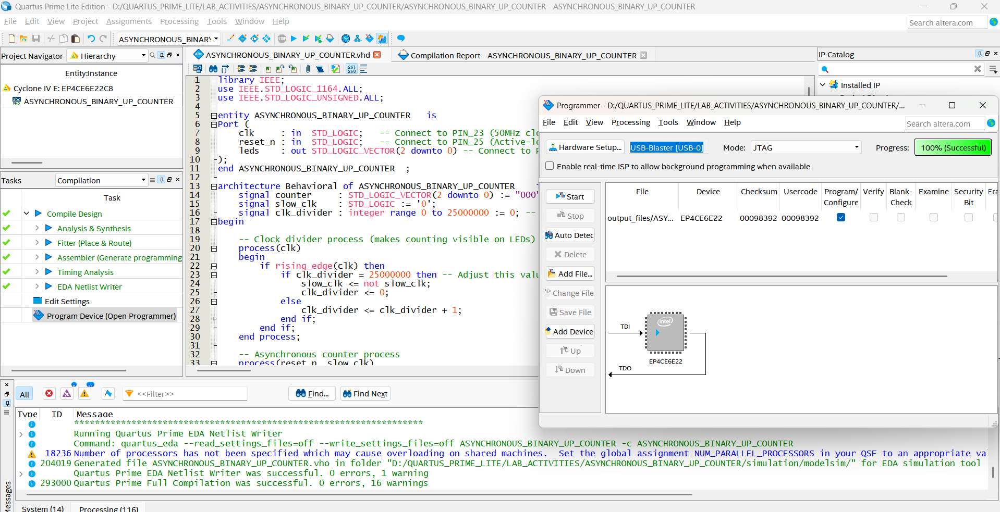 Quartus Prime Lite Edition - D:/QUARTUS_PRIME_LITE/LAB_ACTIVITIES/ASYNCHRONOUS_BINARY_UP_COUNTER/ASYNCHRONOUS_BINARY_UP_COUNTER - ASYNCHRONOUS_BINARY_UP_COUNTER
File Edit View Project Assignments Processing Tools Window Help
Search altera.com
ASYNCHRONOUS_BINARY
Project Navigator
Hierarchy
Entity:Instance
Cyclone IV E: EP4CE6E22C8
ASYNCHRONOUS_BINARY_UP_COUNTER
Tasks
Compilation
Task
Compile Design
Analysis & Synthesis
Fitter (Place & Route)
Assembler (Generate programming
Timing Analysis
EDA Netlist Writer
Edit Settings
Program Device (Open Programmer)
ASYNCHRONOUS_BINARY_UP_COUNTER.vhd
Compilation Report - ASYNCHRONOUS_BINARY_UP_COUNTER
267
268
1 library IEEE;
2 use IEEE.STD_LOGIC_1164.ALL;
3 use IEEE.STD_LOGIC_UNSIGNED.ALL;
4
5 entity ASYNCHRONOUS_BINARY_UP_COUNTER is
6 Port (
7 clk : in STD_LOGIC; -- Connect to PIN_23 (50MHz clo
8 reset_n : in STD_LOGIC; -- Connect to PIN_25 (Active-lo
9 leds : out STD_LOGIC_VECTOR(2 downto 0) -- Connect to
10 );
11 end ASYNCHRONOUS_BINARY_UP_COUNTER ;
12
13 architecture Behavioral of ASYNCHRONOUS_BINARY_UP_COUNTER
14 signal counter : STD_LOGIC_VECTOR(2 downto 0) := "000"
15 signal slow_clk : STD_LOGIC := '0';
16 signal clk_divider : integer range 0 to 25000000 := 0; --
17 begin
18
19 -- Clock divider process (makes counting visible on LEDs)
20 process(clk)
21 begin
22 if rising_edge(clk) then
23 if clk_divider = 25000000 then -- Adjust this valu
24 slow_clk <= not slow_clk;
25 clk_divider <= 0;
26 else
27 clk_divider <= clk_divider + 1;
28 end if;
29 end if;
30 end process;
31
32 -- Asynchronous counter process
33 process(reset_n, slow_clk)
IP Catalog
Installed IP
Programmer - D:/QUARTUS_PRIME_LITE/LAB_ACTIVITIES/ASYNCHRONOUS_BINARY_UP_COUNTER/...
File Edit View Processing Tools Window Help
Search altera.com
Hardware Setup...
USB-Blaster [USB-0]
Mode:
JTAG
Progress:
100% (Successful)
Enable real-time ISP to allow background programming when available
Start
Stop
Auto Detec
Delete
Add File...
Change File
Save File
Add Device
Up
Down
File Device Checksum Usercode Program/ Verify Blank- Examine Security Era
Configure Check Bit
output_files/ASY... EP4CE6E22 00098392 00098392
TDI
intel
EP4CE6E22
TDO
All
<<Filter>>
Find...
Find Next
Type ID Message
*******************************************************************
Running Quartus Prime EDA Netlist Writer
Command: quartus_eda --read_settings_files=off --write_settings_files=off ASYNCHRONOUS_BINARY_UP_COUNTER -c ASYNCHRONOUS_BINARY_UP_COUNTER
18236 Number of processors has not been specified which may cause overloading on shared machines. Set the global assignment NUM_PARALLEL_PROCESSORS in your QSF to an appropriate va
204019 Generated file ASYNCHRONOUS_BINARY_UP_COUNTER.vho in folder "D:/QUARTUS_PRIME_LITE/LAB_ACTIVITIES/ASYNCHRONOUS_BINARY_UP_COUNTER/simulation/modelsim/" for EDA simulation tool
Quartus Prime EDA Netlist Writer was successful. 0 errors, 1 warning
293000 Quartus Prime Full Compilation was successful. 0 errors, 16 warnings
Messages
System (14)
Processing (116)